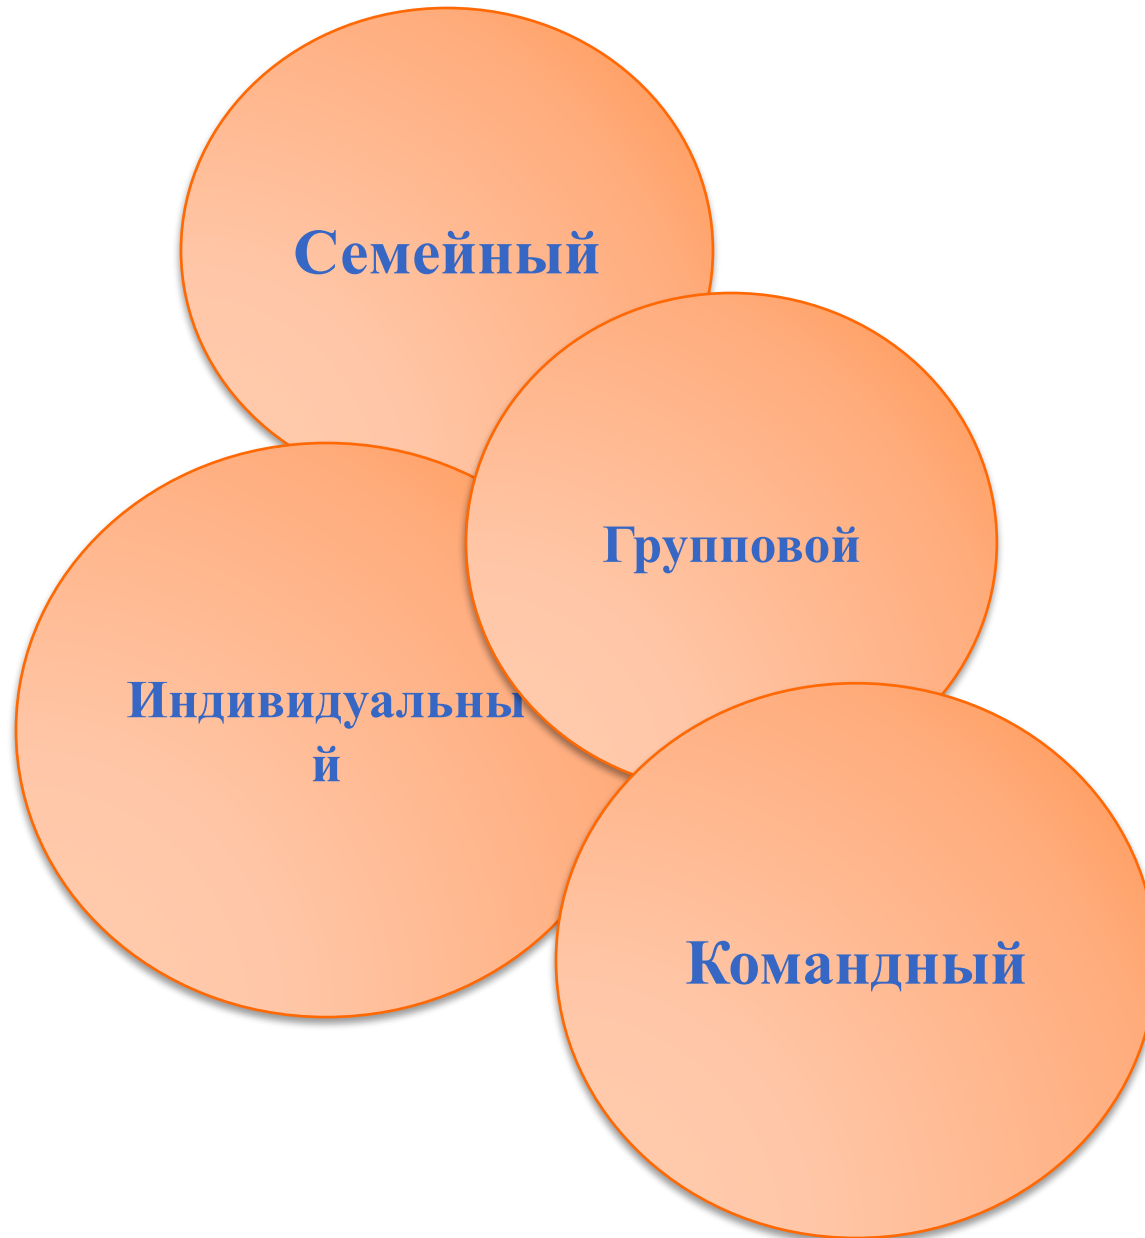 Семейный
Групповой
Индивидуальны
й
Командный